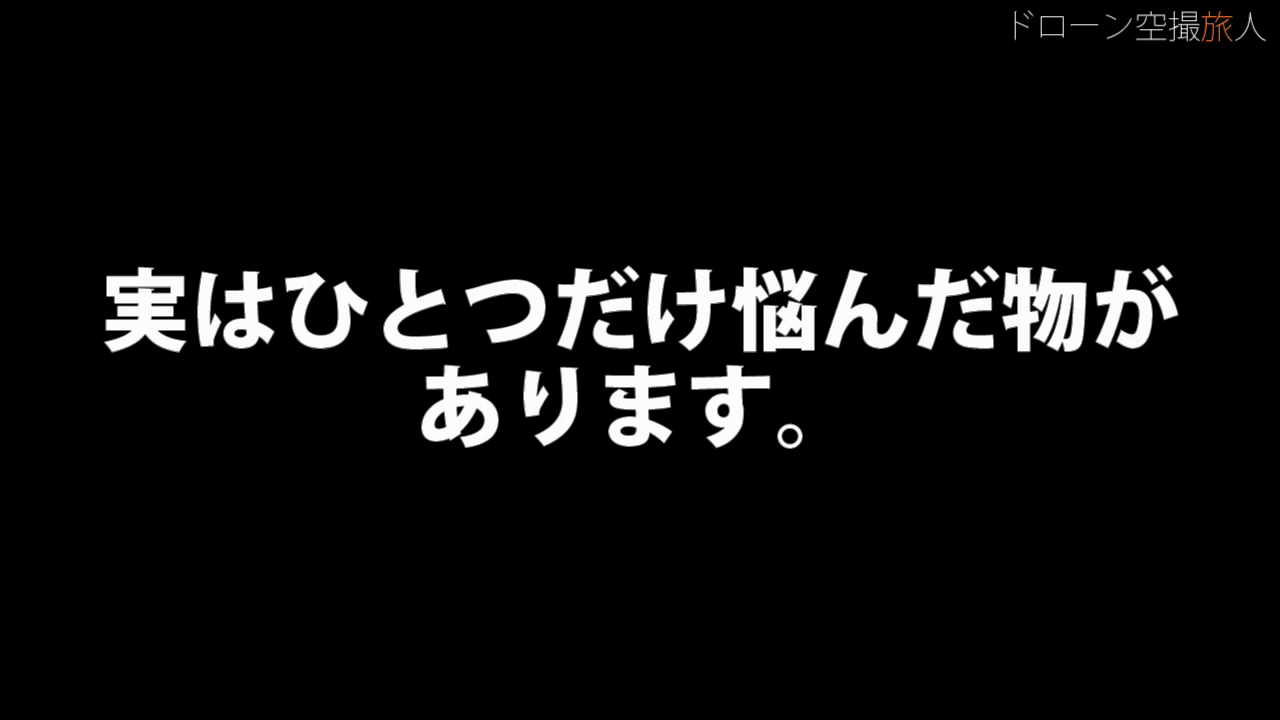 ドローン空撮旅人
実はひとつだけ悩んだ物が
あります。